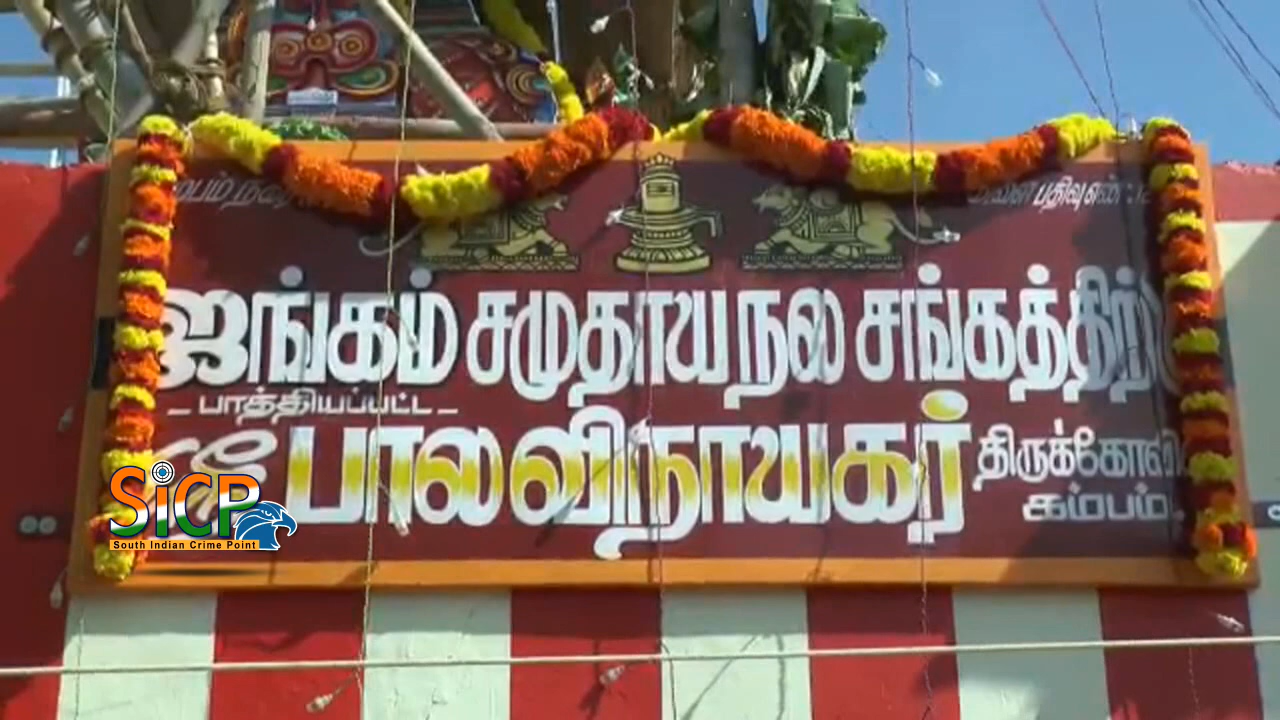 ஜங்கம் சமுதாய நல சங்கத்திற்கு
பாத்தியப்பட்ட
ஸ்ரீ பாலவிநாயகர் திருக்கோவில்
கம்பம்.
SICP
South Indian Crime Point